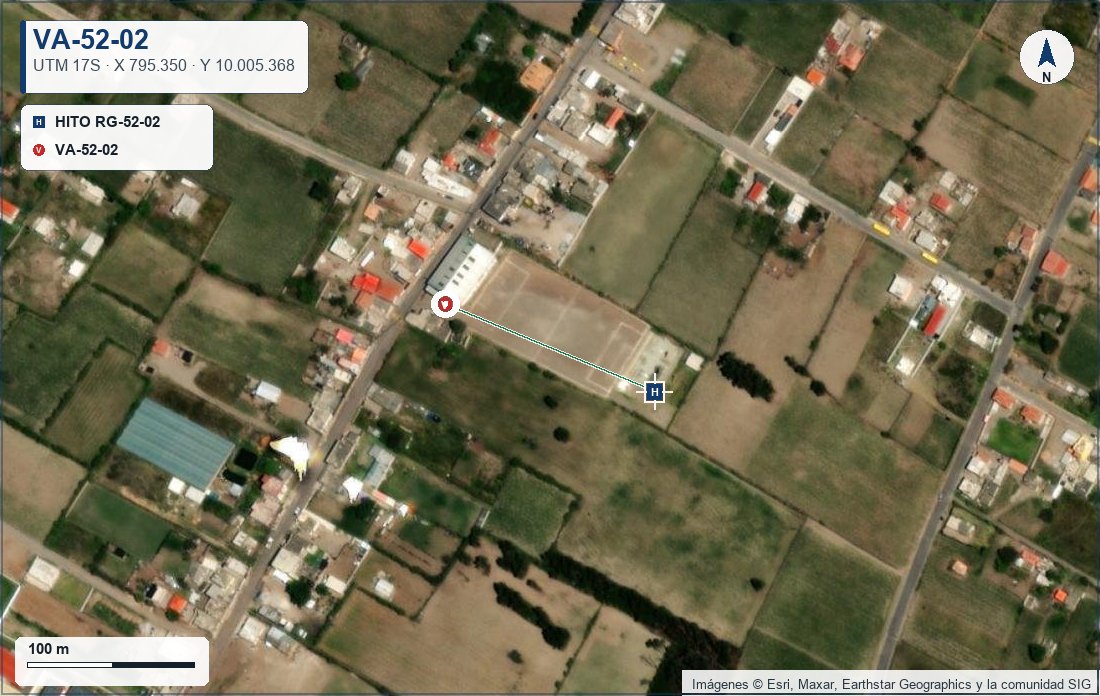 VA-52-02
UTM 17S · X 795.350 · Y 10.005.368
H HITO RG-52-02
V VA-52-02
N
V
H
100 m
Imágenes © Esri, Maxar, Earthstar Geographics y la comunidad SIG